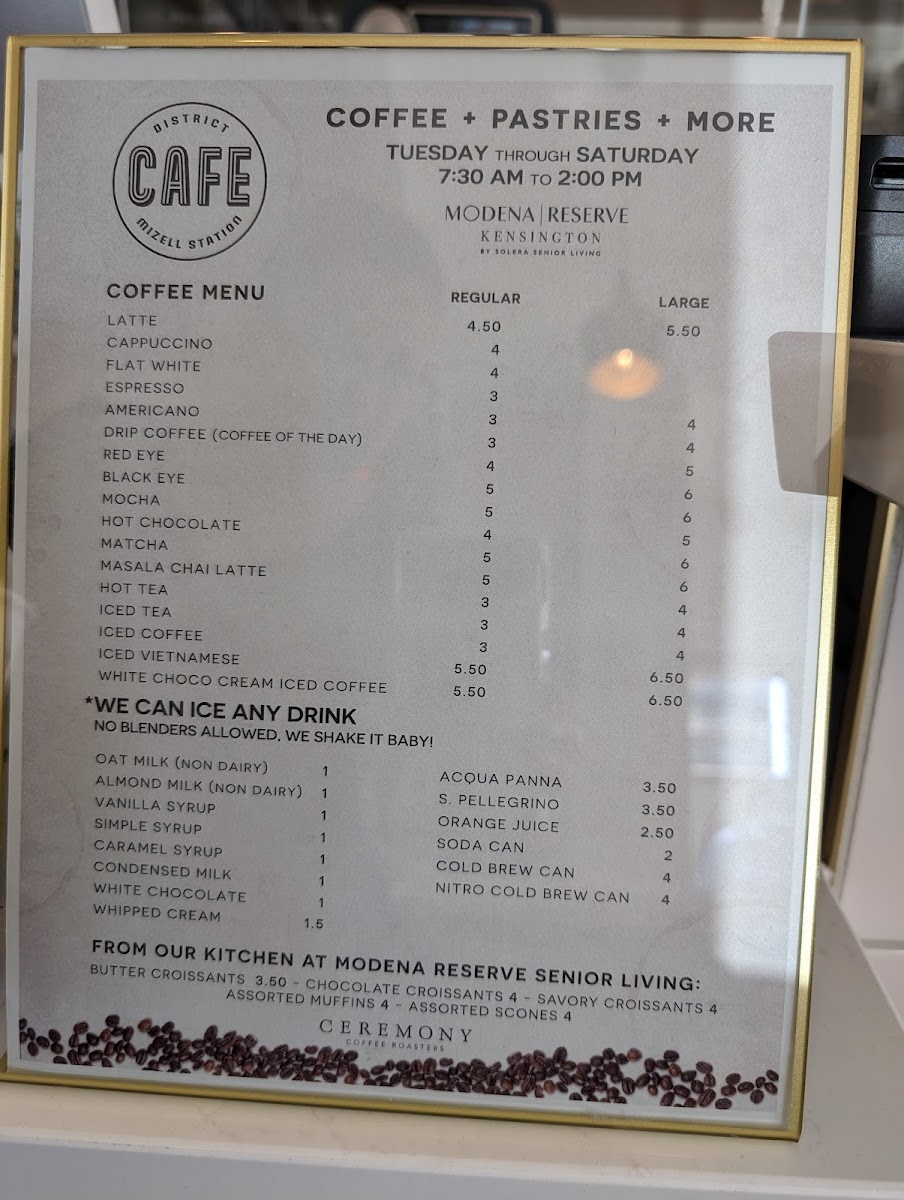 DISTRICT
CAFE
MIZELL STATION
COFFEE + PASTRIES + MORE
TUESDAY THROUGH SATURDAY
7:30 AM TO 2:00 PM
MODENA | RESERVE
KENSINGTON
BY SOLERA SENIOR LIVING
COFFEE MENU REGULAR LARGE
LATTE 4.50 5.50
CAPPUCCINO 4
FLAT WHITE 4
ESPRESSO 3
AMERICANO 3 4
DRIP COFFEE (COFFEE OF THE DAY) 3 4
RED EYE 4 5
BLACK EYE 5 6
MOCHA 5 6
HOT CHOCOLATE 4 5
MATCHA 5 6
MASALA CHAI LATTE 5 6
HOT TEA 3 4
ICED TEA 3 4
ICED COFFEE 3 4
ICED VIETNAMESE 5.50 6.50
WHITE CHOCO CREAM ICED COFFEE 5.50 6.50
*WE CAN ICE ANY DRINK
NO BLENDERS ALLOWED, WE SHAKE IT BABY!
OAT MILK (NON DAIRY) 1
ALMOND MILK (NON DAIRY) 1
VANILLA SYRUP 1
SIMPLE SYRUP 1
CARAMEL SYRUP 1
CONDENSED MILK 1
WHITE CHOCOLATE 1
WHIPPED CREAM 1.5
ACQUA PANNA 3.50
S. PELLEGRINO 3.50
ORANGE JUICE 2.50
SODA CAN 2
COLD BREW CAN 4
NITRO COLD BREW CAN 4
FROM OUR KITCHEN AT MODENA RESERVE SENIOR LIVING:
BUTTER CROISSANTS 3.50 - CHOCOLATE CROISSANTS 4 - SAVORY CROISSANTS 4
ASSORTED MUFFINS 4 - ASSORTED SCONES 4
CEREMONY
COFFEE ROASTERS